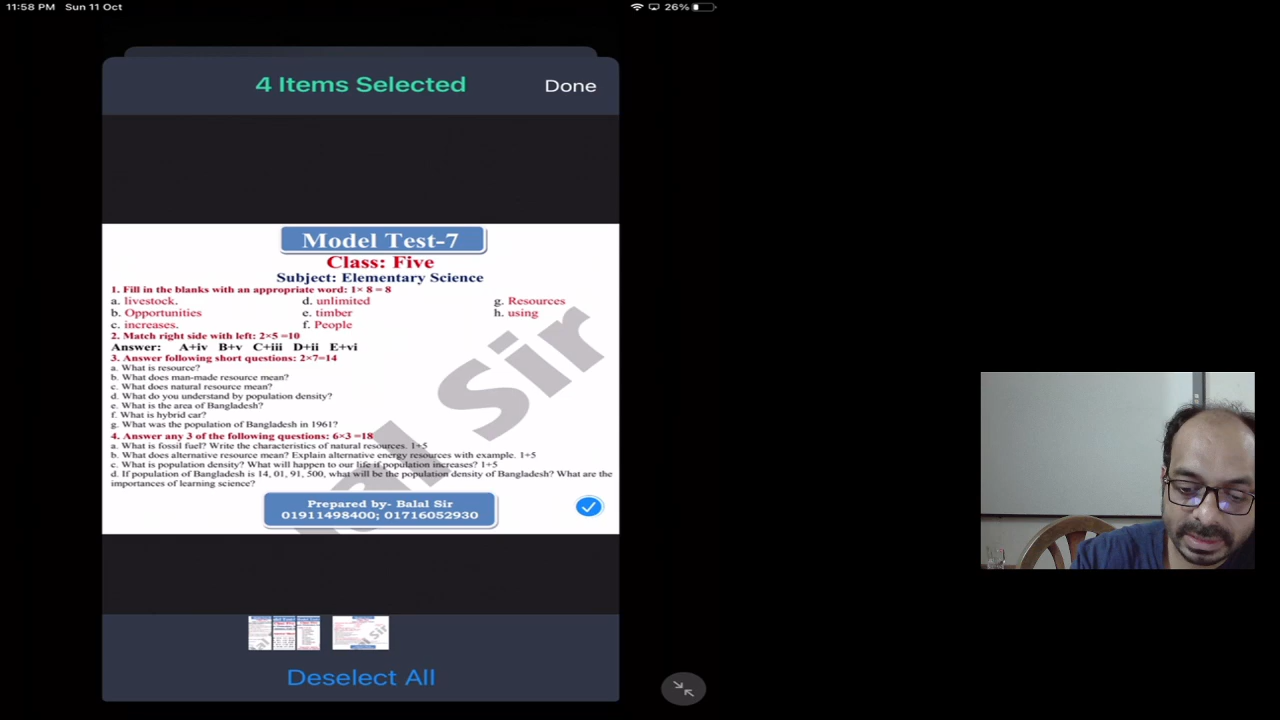 11:58 PM Sun 11 Oct
26%
4 Items Selected
Done
Model Test-7
Class: Five
Subject: Elementary Science
1. Fill in the blanks with an appropriate word: 1× 8 = 8
a. livestock. d. unlimited g. Resources
b. Opportunities e. timber h. using
c. increases. f. People
2. Match right side with left: 2×5 =10
Answer: A+iv B+v C+iii D+ii E+vi
3. Answer following short questions: 2×7=14
a. What is resource?
b. What does man-made resource mean?
c. What does natural resource mean?
d. What do you understand by population density?
e. What is the area of Bangladesh?
f. What is hybrid car?
g. What was the population of Bangladesh in 1961?
4. Answer any 3 of the following questions: 6×3 =18
a. What is fossil fuel? Write the characteristics of natural resources. 1+5
b. What does alternative resource mean? Explain alternative energy resources with example. 1+5
c. What is population density? What will happen to our life if population increases? 1+5
d. If population of Bangladesh is 14, 01, 91, 500, what will be the population density of Bangladesh? What are the
importances of learning science?
Prepared by- Balal Sir
01911498400; 01716052930
al Sir
Deselect All